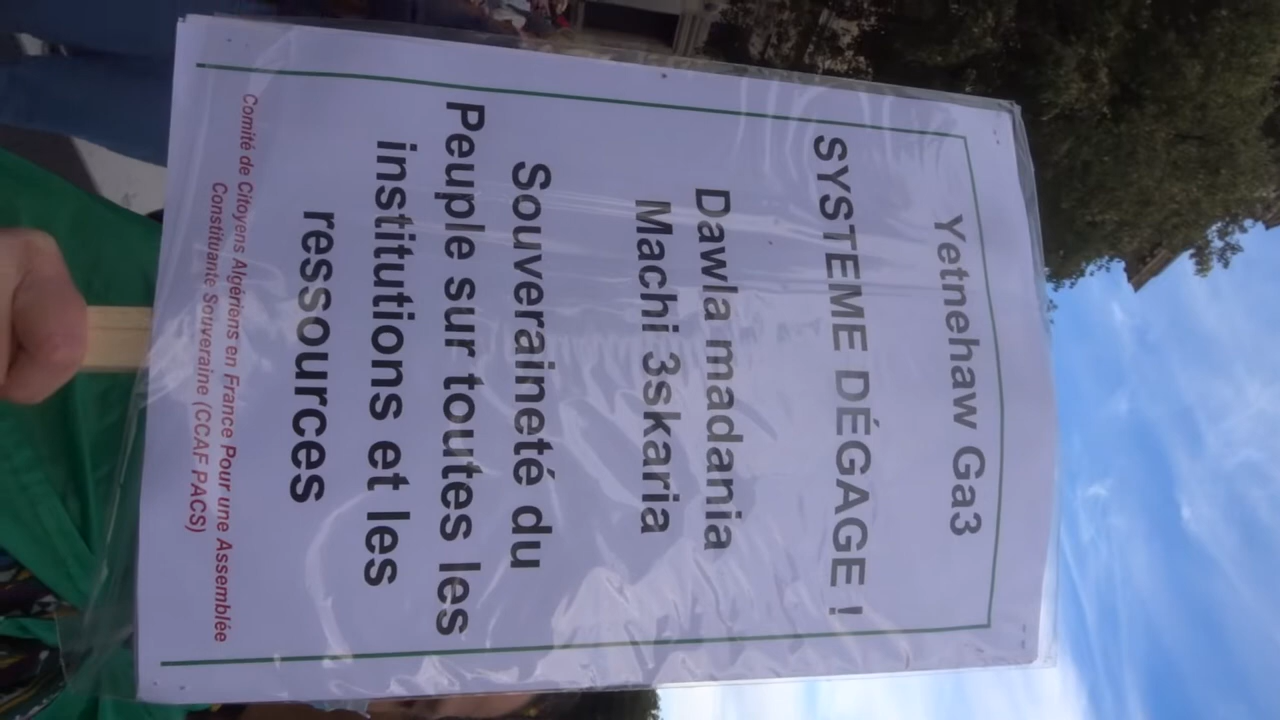 Yetnehaw Ga3
SYSTEME DÉGAGE !
Dawla madania
Machi 3skaria
Souveraineté du
Peuple sur toutes les
institutions et les
ressources
Comité de Citoyens Algériens en France Pour une Assemblée
Constituante Souveraine (CCAF PACS)